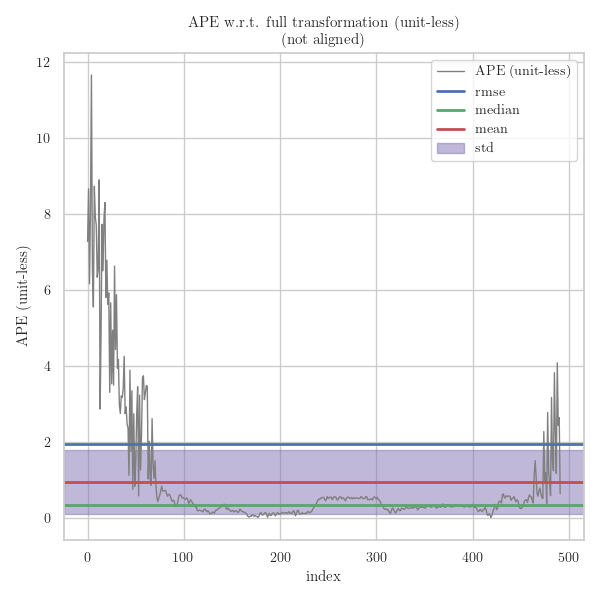 APE w.r.t. full transformation (unit-less)
(not aligned)
APE (unit-less)
rmse
median
mean
std
APE (unit-less)
12
10
8
6
4
2
0
0
100
200
300
400
500
index